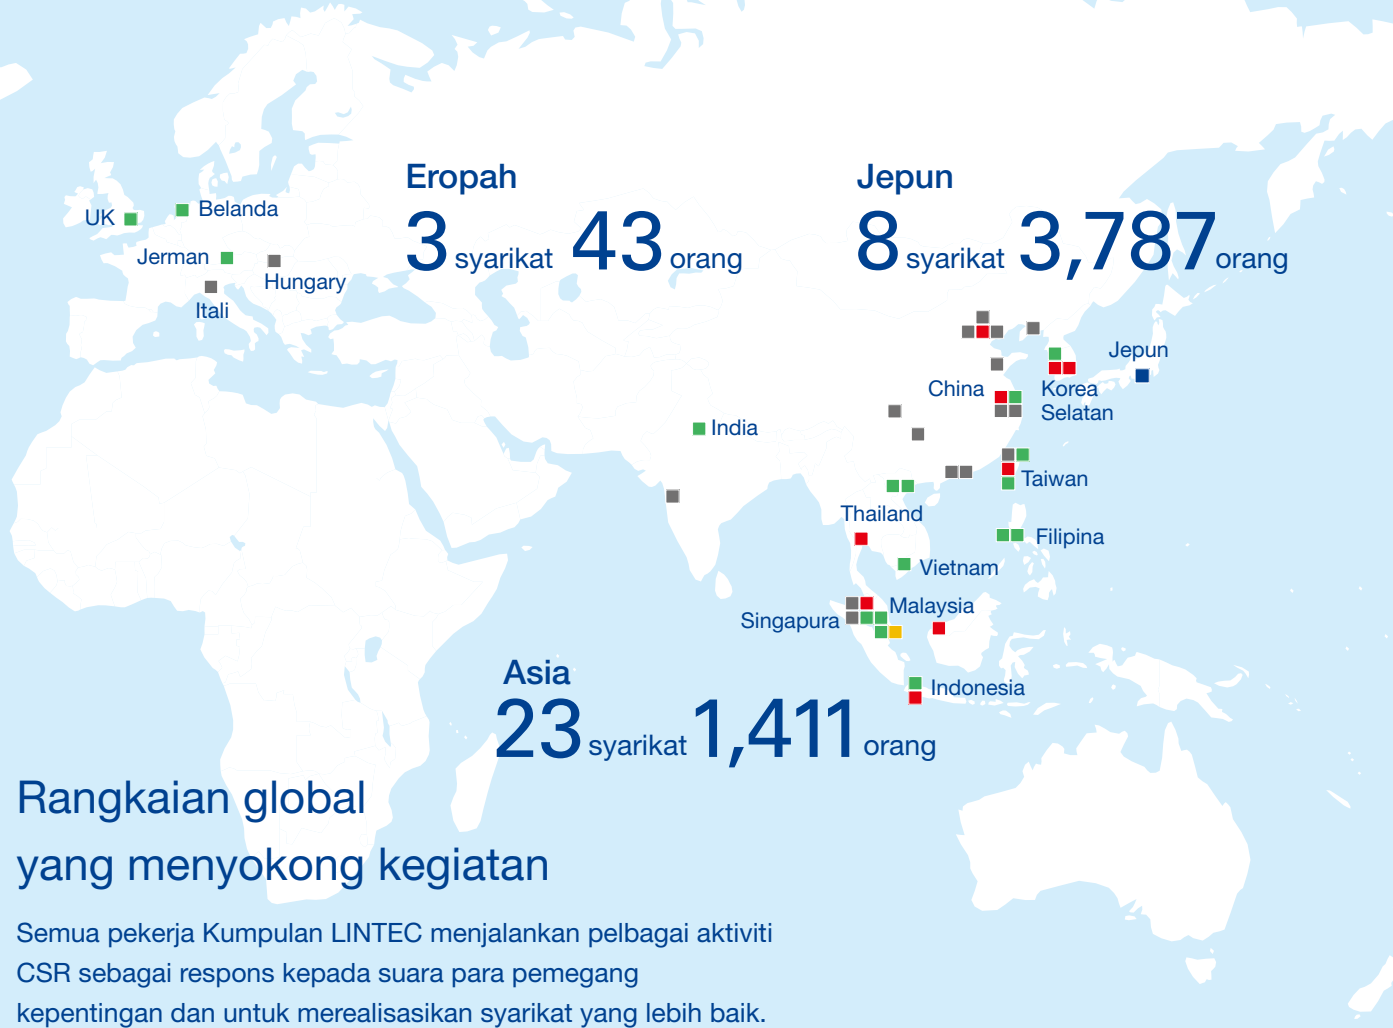 Eropah
3 syarikat 43 orang
Jepun
8 syarikat 3,787 orang
UK
Belanda
Jerman
Hungary
Itali
Jepun
China
Korea
Selatan
India
Taiwan
Thailand
Filipina
Vietnam
Malaysia
Singapura
Indonesia
Asia
23 syarikat 1,411 orang
Rangkaian global
yang menyokong kegiatan
Semua pekerja Kumpulan LINTEC menjalankan pelbagai aktiviti
CSR sebagai respons kepada suara para pemegang
kepentingan dan untuk merealisasikan syarikat yang lebih baik.